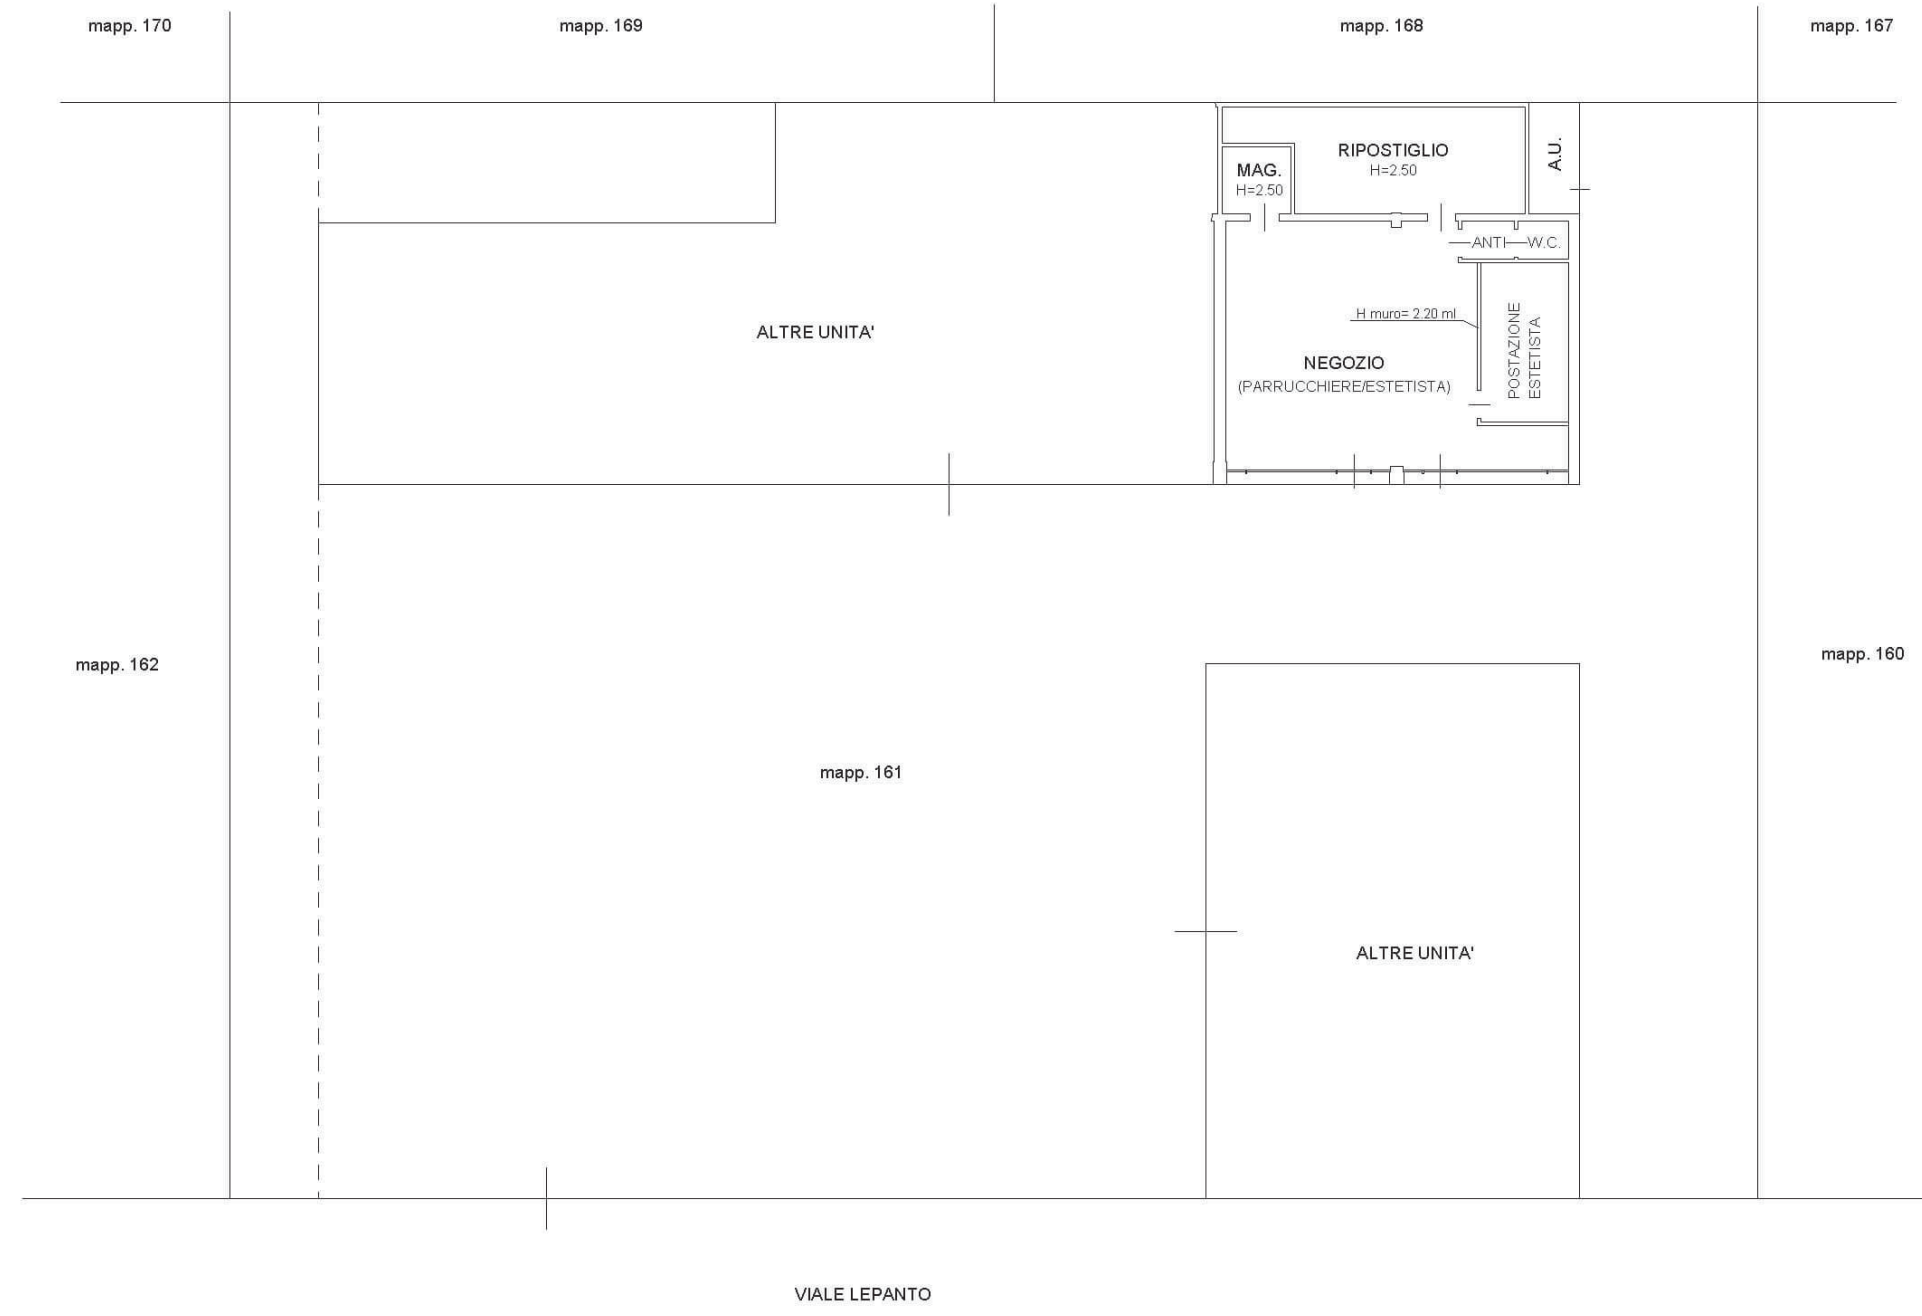 mapp. 170
mapp. 169
mapp. 168
mapp. 167
RIPOSTIGLIO
H=2.50
A.U.
MAG.
H=2.50
ANTI
W.C.
H muro= 2.20 ml
POSTAZIONE
ESTETISTA
ALTRE UNITA'
NEGOZIO
(PARRUCCHIERE/ESTETISTA)
mapp. 162
mapp. 160
mapp. 161
ALTRE UNITA'
VIALE LEPANTO